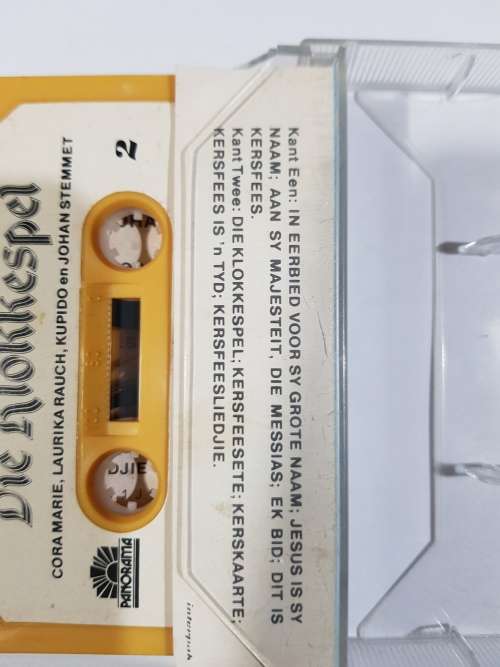 Die Klokkespel
CORA MARIE, LAURIKA RAUCH, KUPIDO en JOHAN STEMMET
2
PANORAMA
Kant Een: IN EERBIED VOOR SY GROTE NAAM; JESUS IS SY
NAAM; AAN SY MAJESTEIT, DIE MESSIAS; EK BID; DIT IS
KERSFEES.
Kant Twee: DIE KLOKKESPEL; KERSFEESETE; KERSKAARTE;
KERSFEES IS 'n TYD; KERSFEESLIEDJIE.
interpak